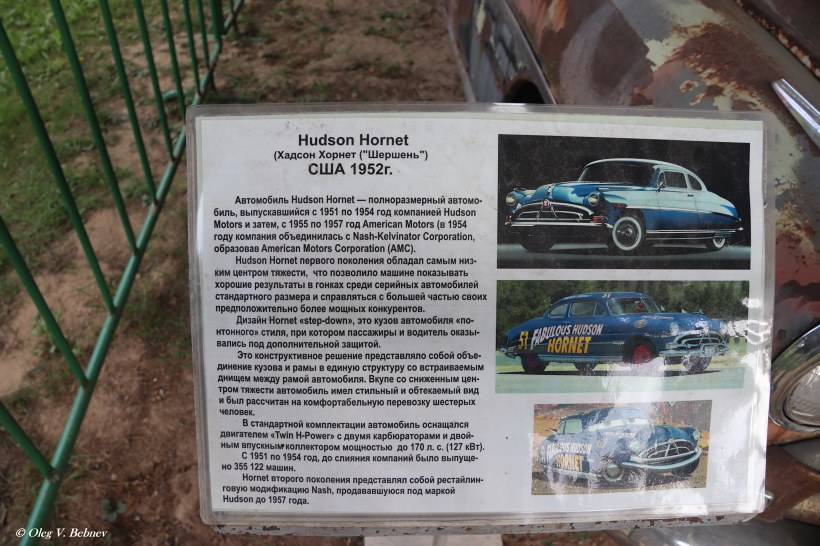 Hudson Hornet
(Хадсон Хорнет ("Шершень")
США 1952г.
Автомобиль Hudson Hornet — полноразмерный автомо-
биль, выпускавшийся с 1951 по 1954 год компанией Hudson
Motors и затем, с 1955 по 1957 год American Motors (в 1954
году компания объединилась с Nash-Kelvinator Corporation,
образовав American Motors Corporation (AMC).
Hudson Hornet первого поколения обладал самым низ-
ким центром тяжести, что позволило машине показывать
хорошие результаты в гонках среди серийных автомобилей
стандартного размера и справляться с большей частью своих
предположительно более мощных конкурентов.
Дизайн Hornet «step-down», это кузов автомобиля «по-
нтонного» стиля, при котором пассажиры и водитель оказы-
вались под дополнительной защитой.
Это конструктивное решение представляло собой объе-
динение кузова и рамы в единую структуру со встраиваемым
днищем между рамой автомобиля. Вкупе со сниженным цен-
тром тяжести автомобиль имел стильный и обтекаемый вид
и был рассчитан на комфортабельную перевозку шестерых
человек.
В стандартной комплектации автомобиль оснащался
двигателем «Twin H-Power» с двумя карбюраторами и двой-
ным впускным коллектором мощностью до 170 л. с. (127 кВт).
С 1951 по 1954 год, до слияния компаний было выпуще-
но 355 122 машин.
Hornet второго поколения представлял собой рестайлин-
говую модификацию Nash, продававшуюся под маркой
Hudson до 1957 года.
51 FABULOUS HUDSON
HORNET
FABULOUS
HORNET
© Oleg V. Bebnev